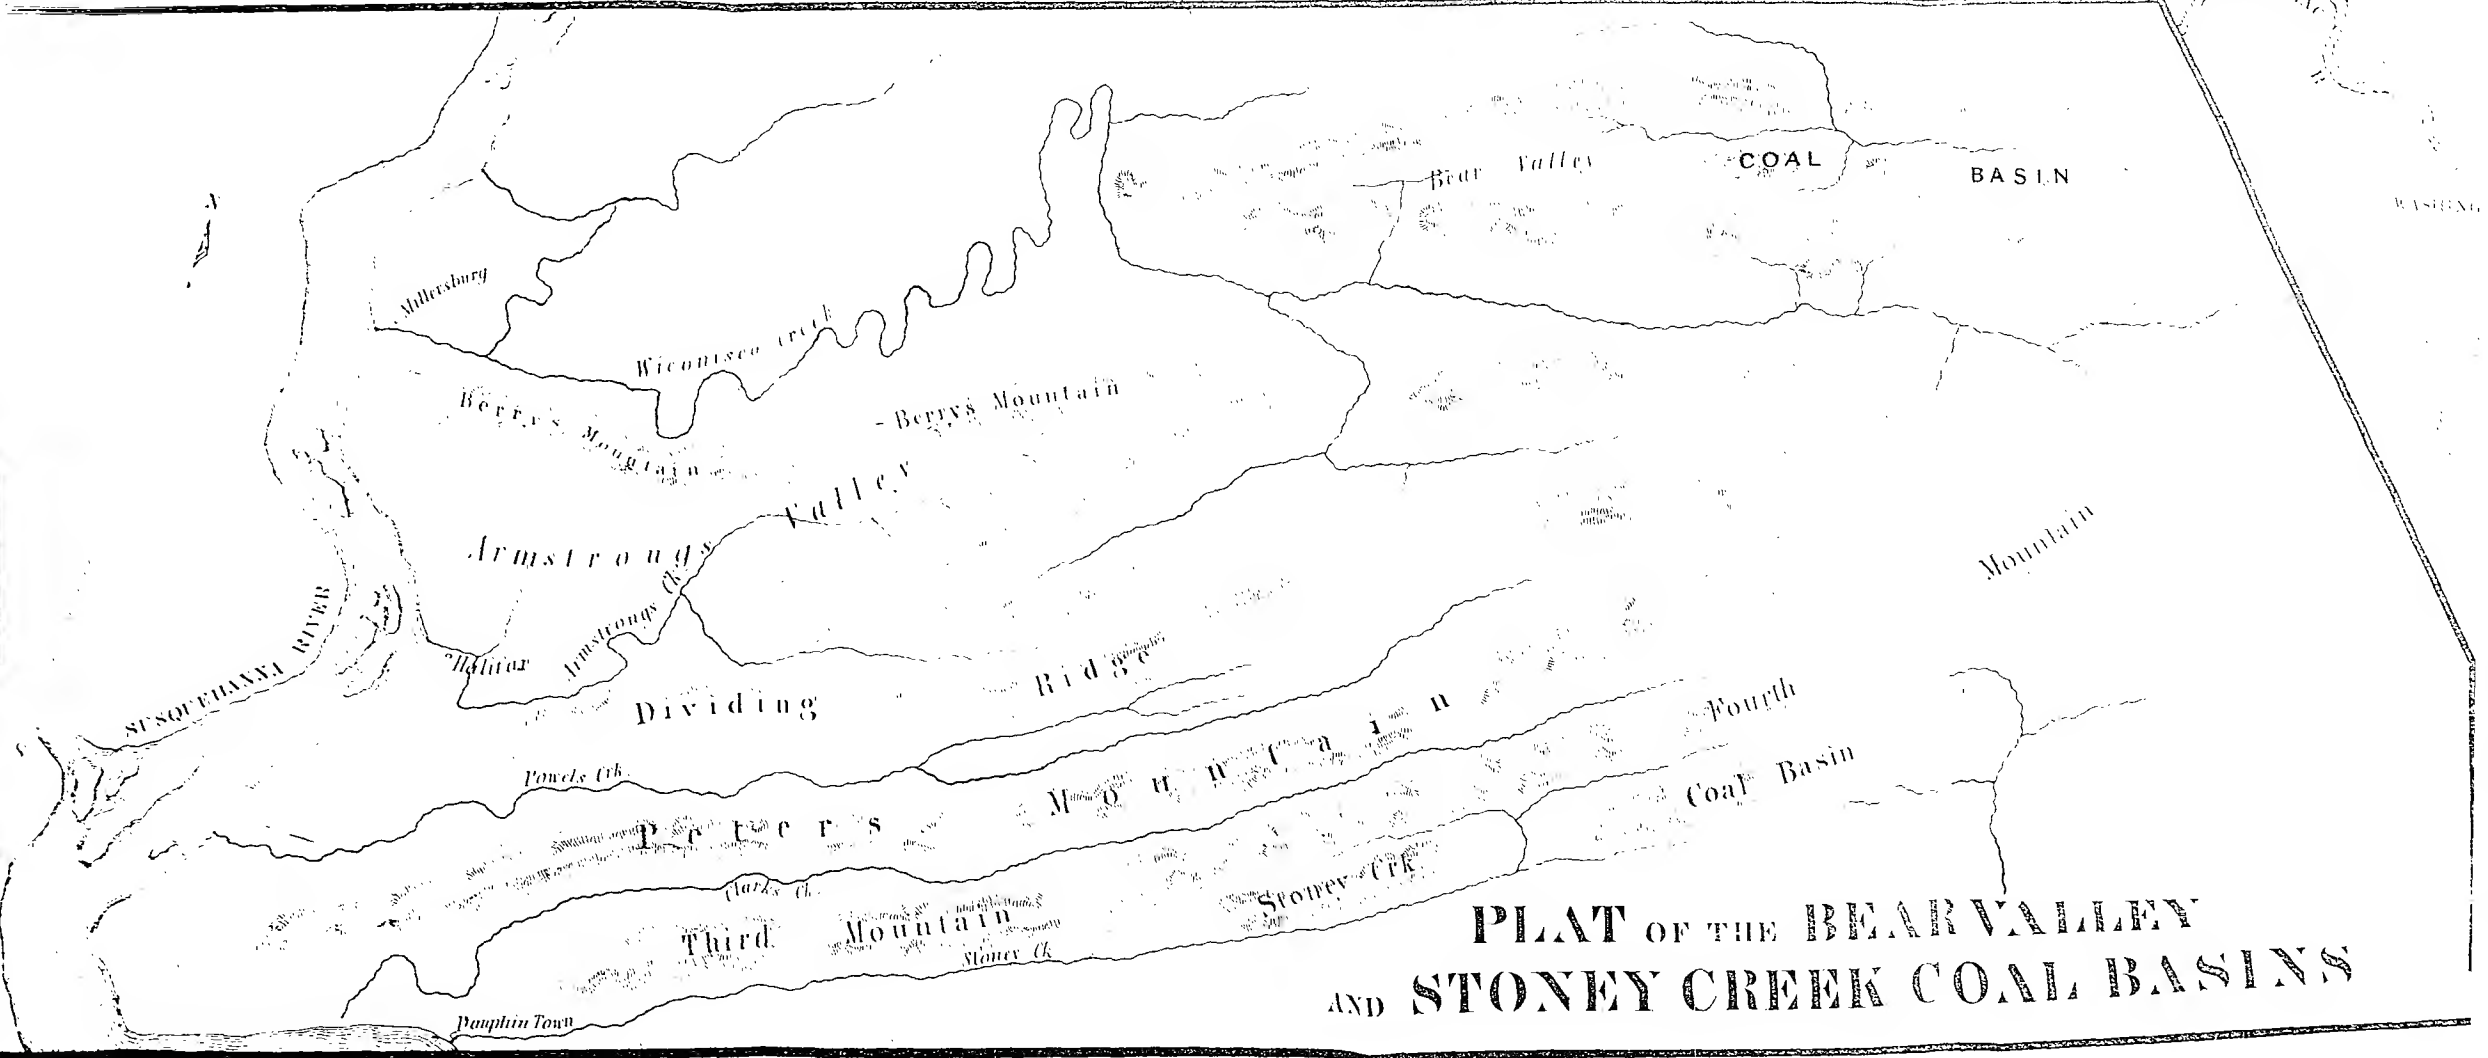 Bear Valley
COAL
BASIN
Millersburg
Wiconisco Creek
Berrys Mountain
Berrys Mountain
Armstrongs Valley
Armstrongs Ck
Halifax
SUSQUEHANNA RIVER
Mountain
Dividing Ridge
Powels Crk.
Peters Mountain
Fourth
Coal Basin
Clarks Ck.
Stoney Crk
Third Mountain
Stoney Ck
Dauphin Town
PLAT OF THE BEAR VALLEY
AND STONEY CREEK COAL BASINS